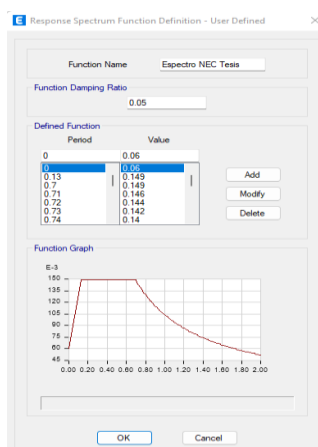 E Response Spectrum Function Definition - User Defined
Function Name Espectro NEC Tesis
Function Damping Ratio
0.05
Defined Function
Period Value
0 0.06
0 0.06
0.13 0.149
0.7 0.149
0.71 0.146
0.72 0.144
0.73 0.142
0.74 0.14
Add
Modify
Delete
Function Graph
E-3
150
135
120
105
90
75
60
45
0.00 0.20 0.40 0.60 0.80 1.00 1.20 1.40 1.60 1.80 2.00
OK Cancel